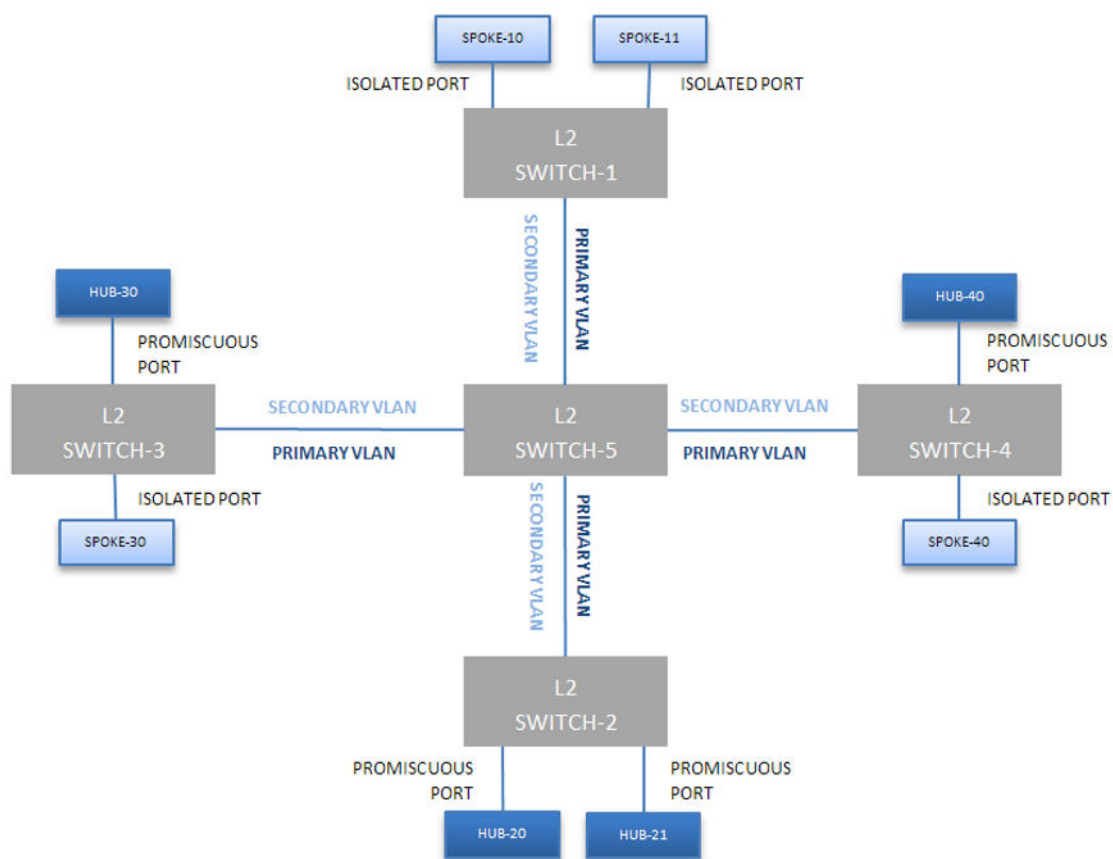 SPOKE-10
SPOKE-11
ISOLATED PORT
ISOLATED PORT
L2
SWITCH-1
SECONDARY VLAN
PRIMARY VLAN
HUB-30
HUB-40
PROMISCUOUS
PORT
PROMISCUOUS
PORT
L2
SWITCH-3
SECONDARY VLAN
PRIMARY VLAN
L2
SWITCH-5
SECONDARY VLAN
PRIMARY VLAN
L2
SWITCH-4
ISOLATED PORT
ISOLATED PORT
SPOKE-30
SPOKE-40
SECONDARY VLAN
PRIMARY VLAN
L2
SWITCH-2
PROMISCUOUS
PORT
PROMISCUOUS
PORT
HUB-20
HUB-21